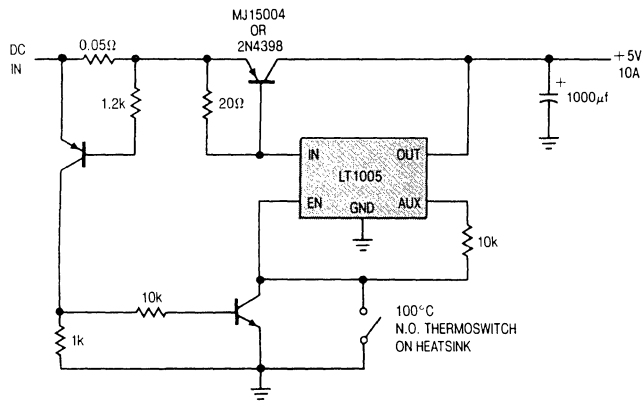 MJ15004
OR
2N4398
DC
IN
0.05Ω
+5V
10A
1.2k
20Ω
+
1000µf
IN
OUT
LT1005
EN
GND
AUX
10k
10k
1k
100°C
N.O. THERMOSWITCH
ON HEATSINK